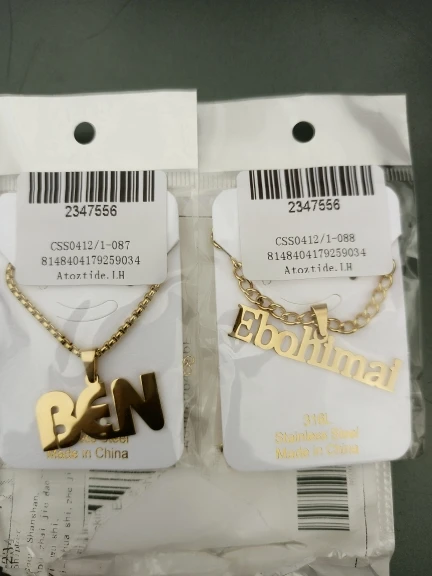 2347556
CSS0412/1-087
8148404179259034
Atoztide.LH
BEN
Steel
Made in China
2347556
CSS0412/1-088
8148404179259034
Atoztide.LH
Ebohimai
316L
Stainless Steel
Made in China
Shanshan,